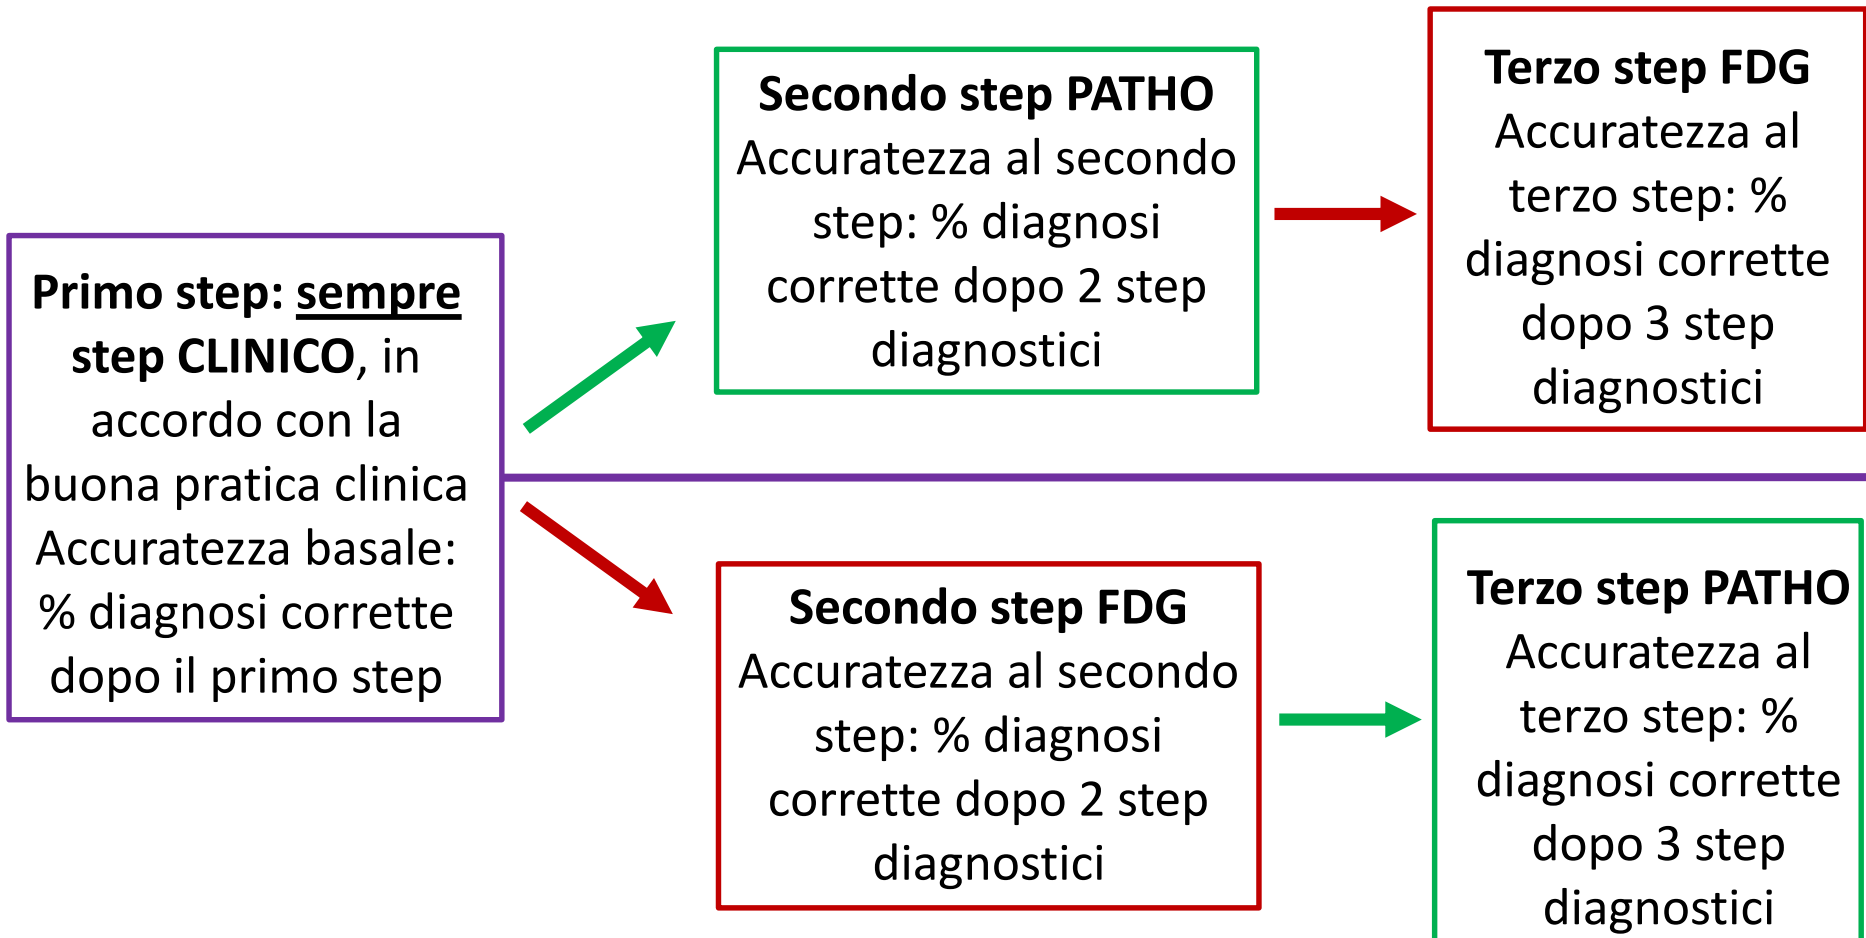 Primo step: sempre
step CLINICO, in
accordo con la
buona pratica clinica
Accuratezza basale:
% diagnosi corrette
dopo il primo step
Secondo step PATHO
Accuratezza al secondo
step: % diagnosi
corrette dopo 2 step
diagnostici
Terzo step FDG
Accuratezza al
terzo step: %
diagnosi corrette
dopo 3 step
diagnostici
Secondo step FDG
Accuratezza al secondo
step: % diagnosi
corrette dopo 2 step
diagnostici
Terzo step PATHO
Accuratezza al
terzo step: %
diagnosi corrette
dopo 3 step
diagnostici